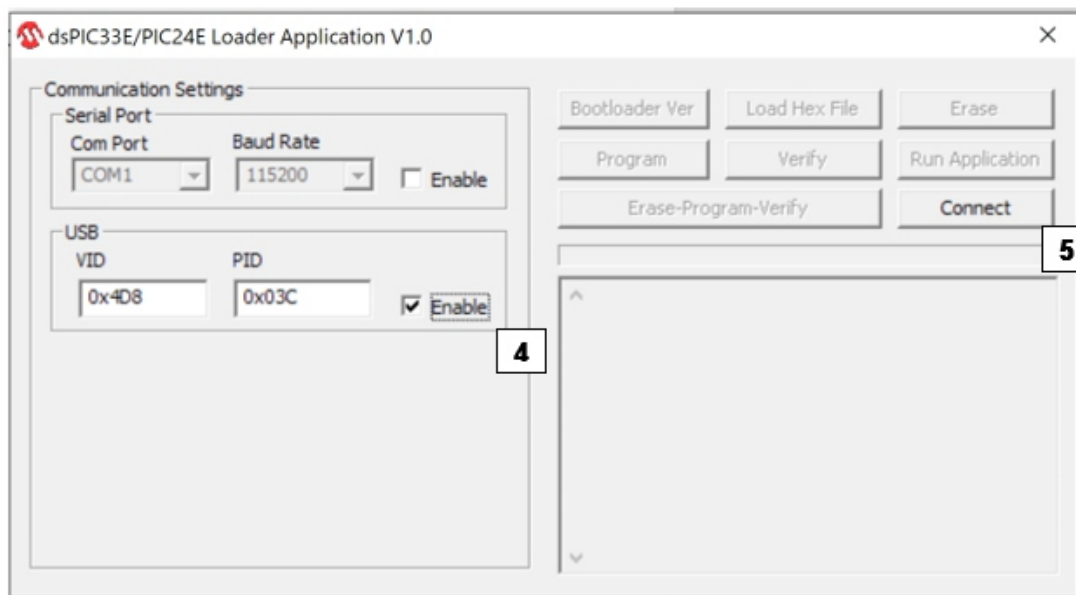 dsPIC33E/PIC24E Loader Application V1.0
Communication Settings
Serial Port
Com Port Baud Rate
COM1 115200 Enable
USB
VID PID
0x4D8 0x03C Enable
4
Bootloader Ver Load Hex File Erase
Program Verify Run Application
Erase-Program-Verify Connect
5